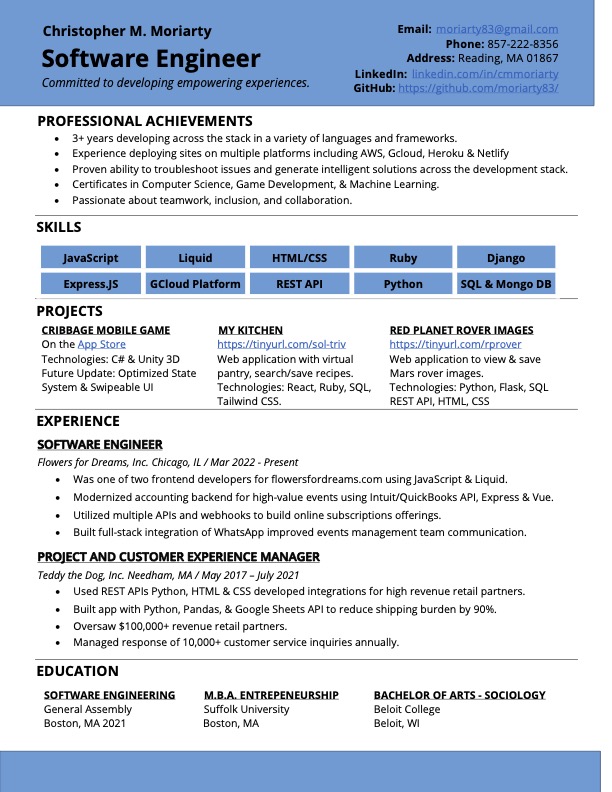 Christopher M. Moriarty
Software Engineer
Committed to developing empowering experiences.
Email: moriarty83@gmail.com
Phone: 857-222-8356
Address: Reading, MA 01867
LinkedIn: linkedin.com/in/cmmoriarty
GitHub: https://github.com/moriarty83/
PROFESSIONAL ACHIEVEMENTS
• 3+ years developing across the stack in a variety of languages and frameworks.
• Experience deploying sites on multiple platforms including AWS, Gcloud, Heroku & Netlify
• Proven ability to troubleshoot issues and generate intelligent solutions across the development stack.
• Certificates in Computer Science, Game Development, & Machine Learning.
• Passionate about teamwork, inclusion, and collaboration.
SKILLS
JavaScript Liquid HTML/CSS Ruby Django
Express.JS GCloud Platform REST API Python SQL & Mongo DB
PROJECTS
CRIBBAGE MOBILE GAME
On the App Store
Technologies: C# & Unity 3D
Future Update: Optimized State
System & Swipeable UI
MY KITCHEN
https://tinyurl.com/sol-triv
Web application with virtual
pantry, search/save recipes.
Technologies: React, Ruby, SQL,
Tailwind CSS.
RED PLANET ROVER IMAGES
https://tinyurl.com/rprover
Web application to view & save
Mars rover images.
Technologies: Python, Flask, SQL
REST API, HTML, CSS
EXPERIENCE
SOFTWARE ENGINEER
Flowers for Dreams, Inc. Chicago, IL / Mar 2022 - Present
• Was one of two frontend developers for flowersfordreams.com using JavaScript & Liquid.
• Modernized accounting backend for high-value events using Intuit/QuickBooks API, Express & Vue.
• Utilized multiple APIs and webhooks to build online subscriptions offerings.
• Built full-stack integration of WhatsApp improved events management team communication.
PROJECT AND CUSTOMER EXPERIENCE MANAGER
Teddy the Dog, Inc. Needham, MA / May 2017 – July 2021
• Used REST APIs Python, HTML & CSS developed integrations for high revenue retail partners.
• Built app with Python, Pandas, & Google Sheets API to reduce shipping burden by 90%.
• Oversaw $100,000+ revenue retail partners.
• Managed response of 10,000+ customer service inquiries annually.
EDUCATION
SOFTWARE ENGINEERING
General Assembly
Boston, MA 2021
M.B.A. ENTREPENEURSHIP
Suffolk University
Boston, MA
BACHELOR OF ARTS - SOCIOLOGY
Beloit College
Beloit, WI